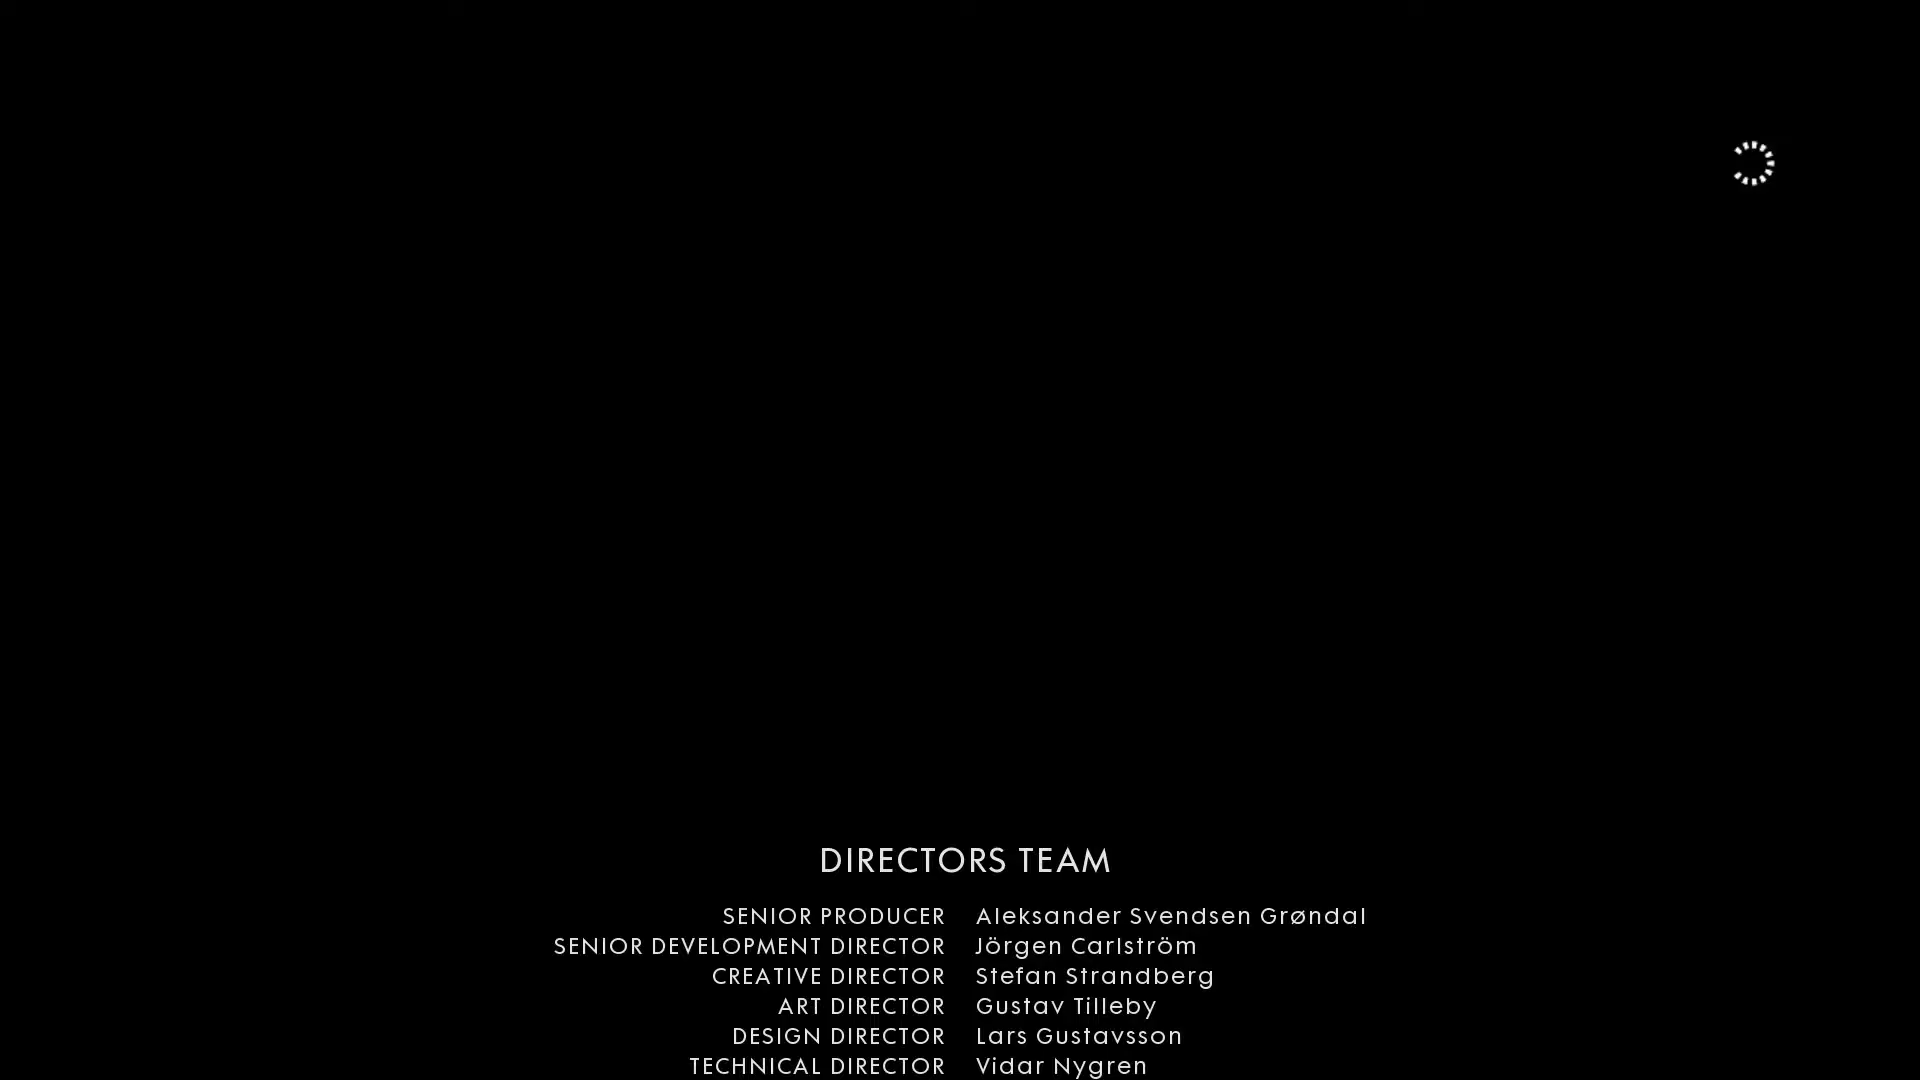 DIRECTORS TEAM
SENIOR PRODUCER Aleksander Svendsen Grøndal
SENIOR DEVELOPMENT DIRECTOR Jörgen Carlström
CREATIVE DIRECTOR Stefan Strandberg
ART DIRECTOR Gustav Tilleby
DESIGN DIRECTOR Lars Gustavsson
TECHNICAL DIRECTOR Vidar Nygren